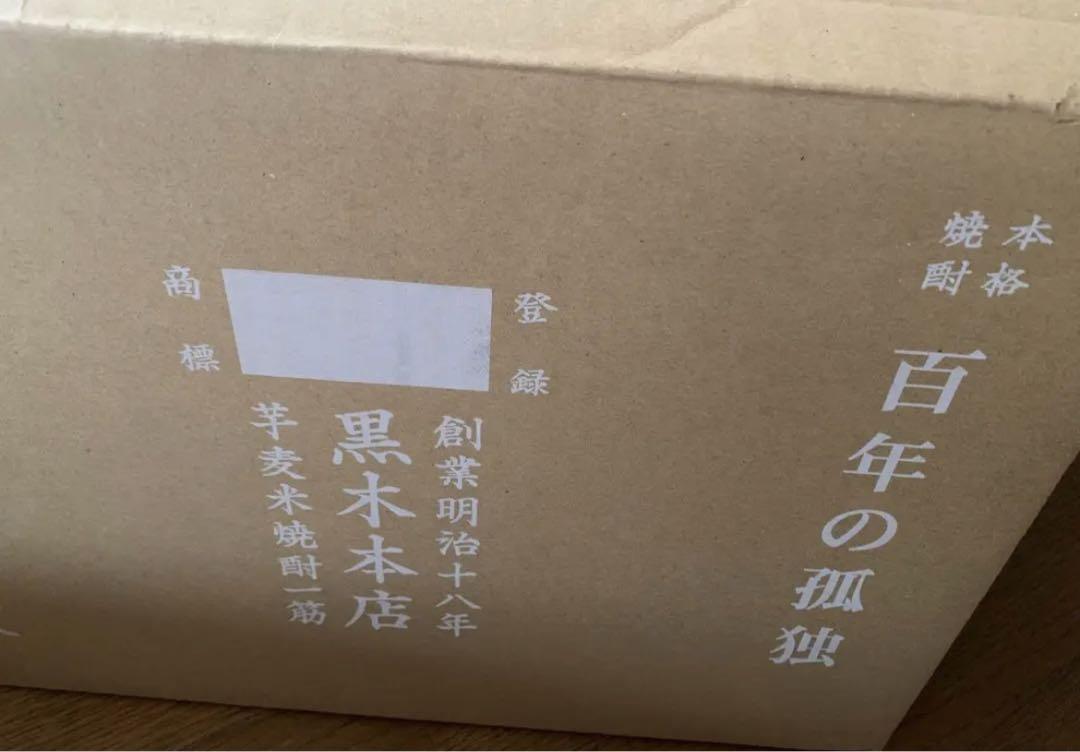 本格
焼酎
百年の孤独
登録
商標
創業明治十八年
黒木本店
芋麦米焼酎一筋